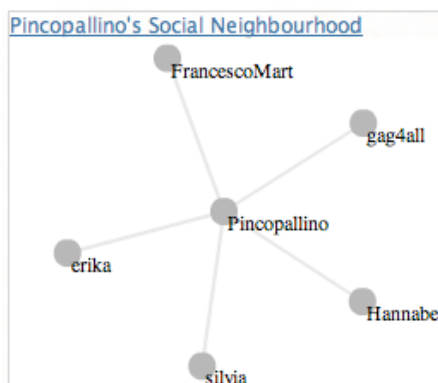 Pincopallino's Social Neighbourhood
FrancescoMart
gag4all
Pincopallino
erika
Hannabe
silvia